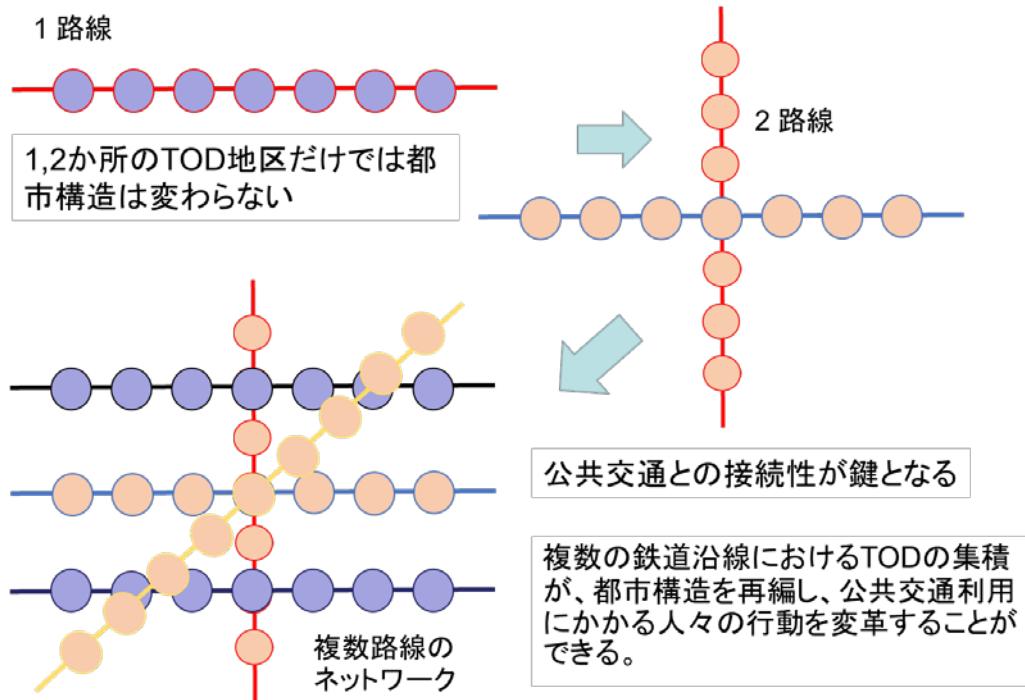 1 路線
1,2か所のTOD地区だけでは都
市構造は変わらない
2 路線
公共交通との接続性が鍵となる
複数の鉄道沿線におけるTODの集積
が、都市構造を再編し、公共交通利用
にかかる人々の行動を変革することが
できる。
複数路線の
ネットワーク